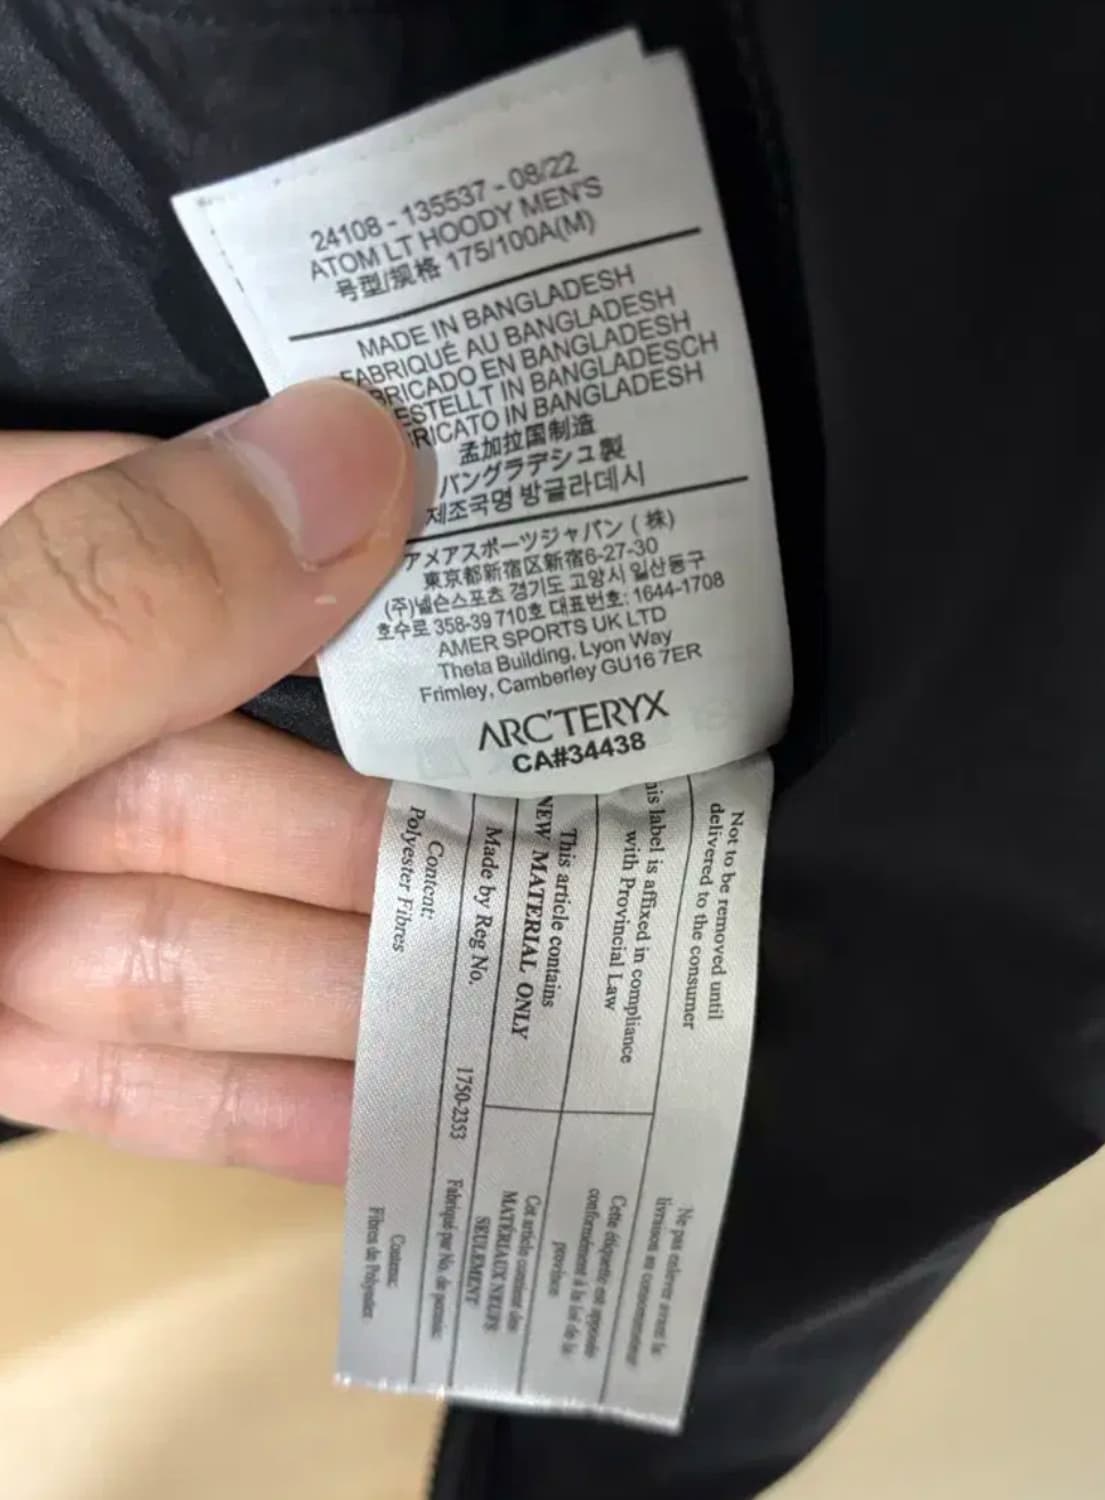 24108 - 135537 - 08/22
ATOM LT HOODY MEN'S
号型/规格 175/100A(M)
MADE IN BANGLADESH
FABRIQUÉ AU BANGLADESH
BRICADO EN BANGLADESH
ESTELLT IN BANGLADESCH
RICATO IN BANGLADESH
孟加拉国制造
バングラデシュ製
제조국명 방글라데시
アメアスポーツジャパン (株)
東京都新宿区新宿6-27-30
(주)넬슨스포츠 경기도 고양시 일산동구
호수로 358-39 710호 대표번호: 1644-1708
AMER SPORTS UK LTD
Theta Building, Lyon Way
Frimley, Camberley GU16 7ER
ARC'TERYX
CA#34438
Not to be removed until
delivered to the consumer
his label is affixed in compliance
with Provincial Law
This article contains
NEW MATERIAL ONLY
Made by Reg No.
1750-2353
Content:
Polyester Fibres
Ne pas enlever avant la
livraison au consommateur
Cette étiquette est apposée
conformément à la loi de la
province
Cet article contient des
MATÉRIAUX NEUFS
SEULEMENT
Fabriqué par No. de permis:
Contenu:
Fibres de Polyester